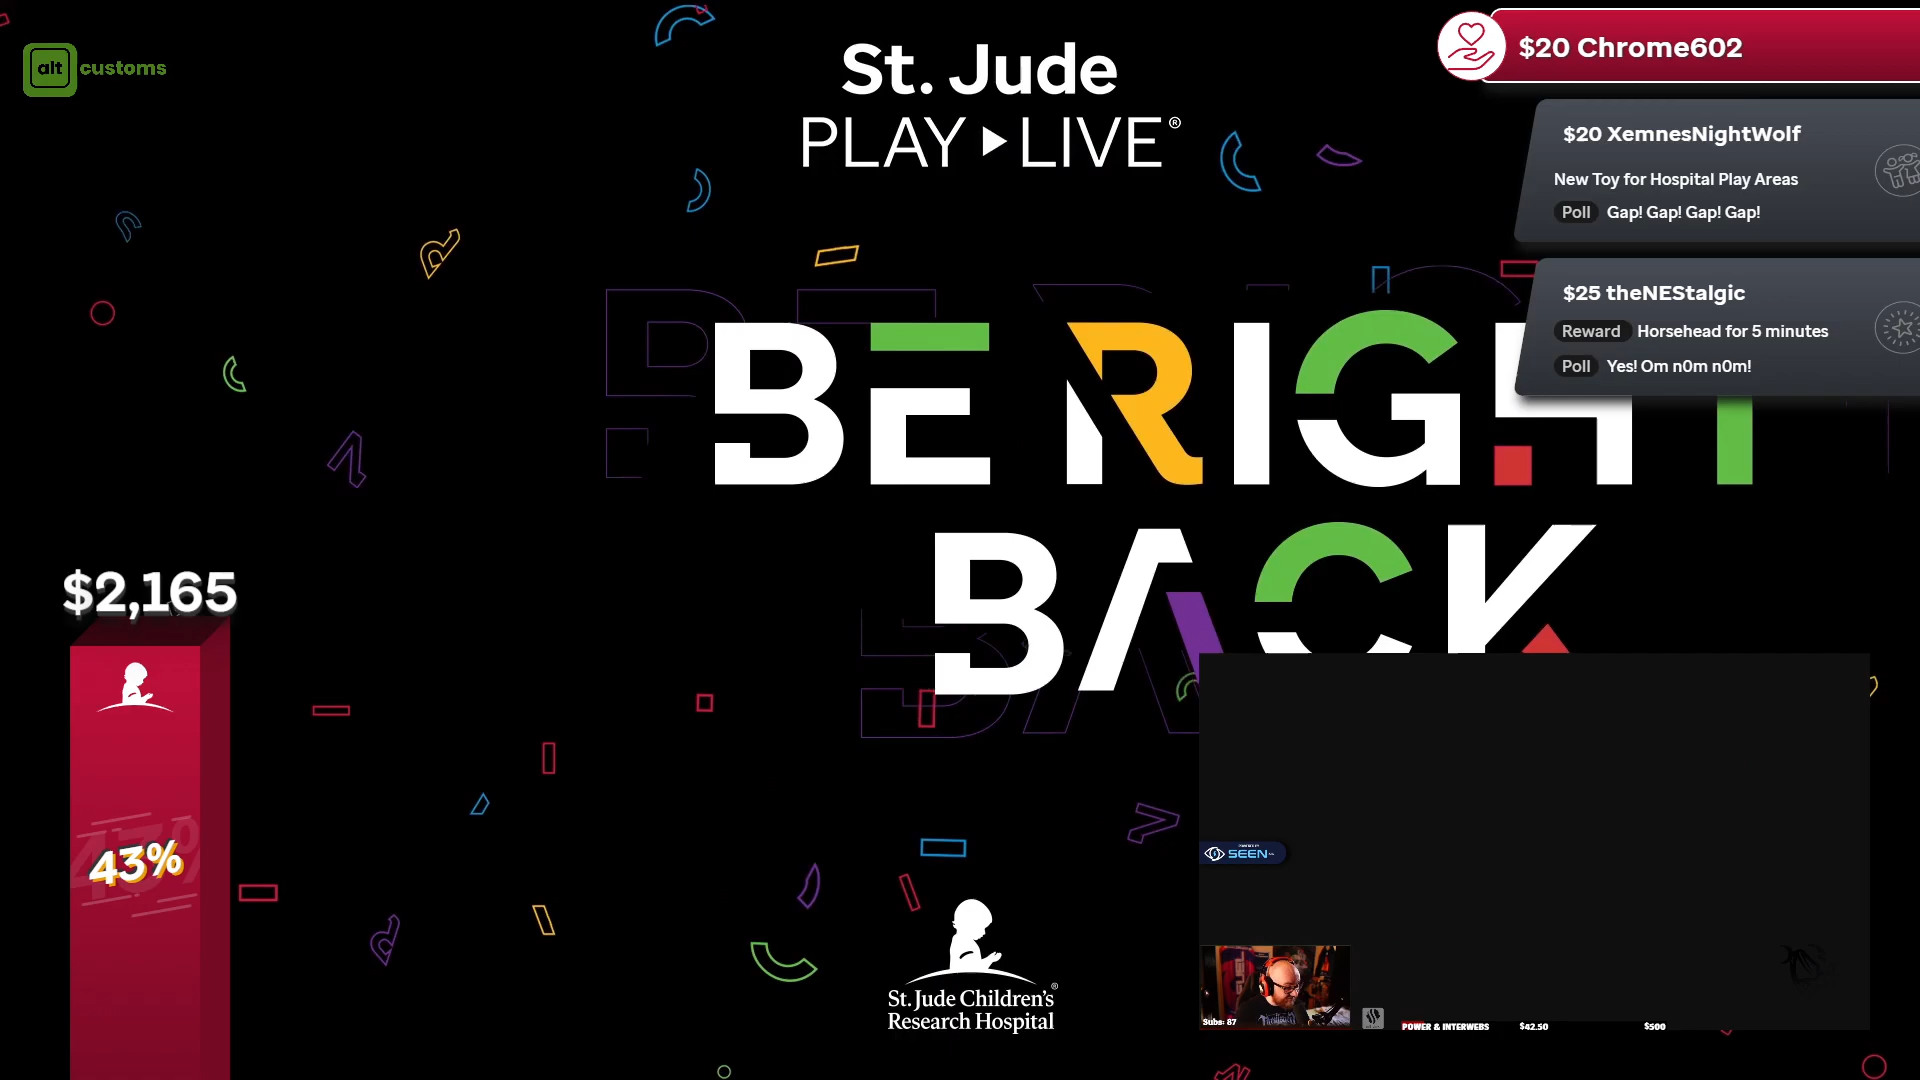 alt customs
St. Jude
PLAY LIVE®
$20 Chrome602
$20 XemnesNightWolf
New Toy for Hospital Play Areas
Poll Gap! Gap! Gap! Gap!
$25 theNEStalgic
Reward Horsehead for 5 minutes
Poll Yes! Om n0m n0m!
BE RIGHT
BACK
$2,165
43%
St. Jude Children's®
Research Hospital
POWERED BY
SEEN
Subs: 87
POWER & INTERWEBS $42.50 $500